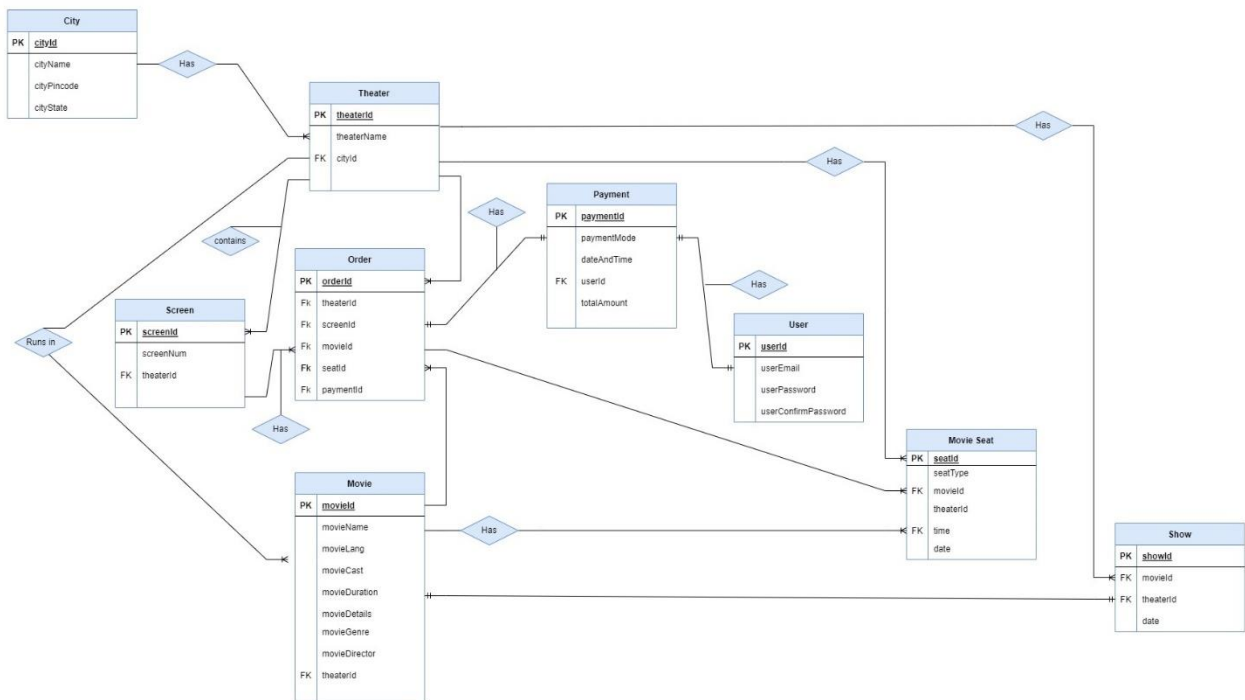 City
PK cityId
cityName
cityPincode
cityState
Has
Theater
PK theaterId
theaterName
FK cityId
Has
Has
contains
Runs in
Payment
PK paymentId
paymentMode
dateAndTime
FK userId
totalAmount
Has
Order
PK orderId
Fk theaterId
Fk screenId
Fk movieId
Fk seatId
Fk paymentId
Has
Screen
PK screenId
screenNum
FK theaterId
Has
User
PK userId
userEmail
userPassword
userConfirmPassword
Movie
PK movieId
movieName
movieLang
movieCast
movieDuration
movieDetails
movieGenre
movieDirector
FK theaterId
Has
Movie Seat
PK seatId
seatType
FK movieId
theaterId
FK time
date
Show
PK showId
FK movieId
FK theaterId
date